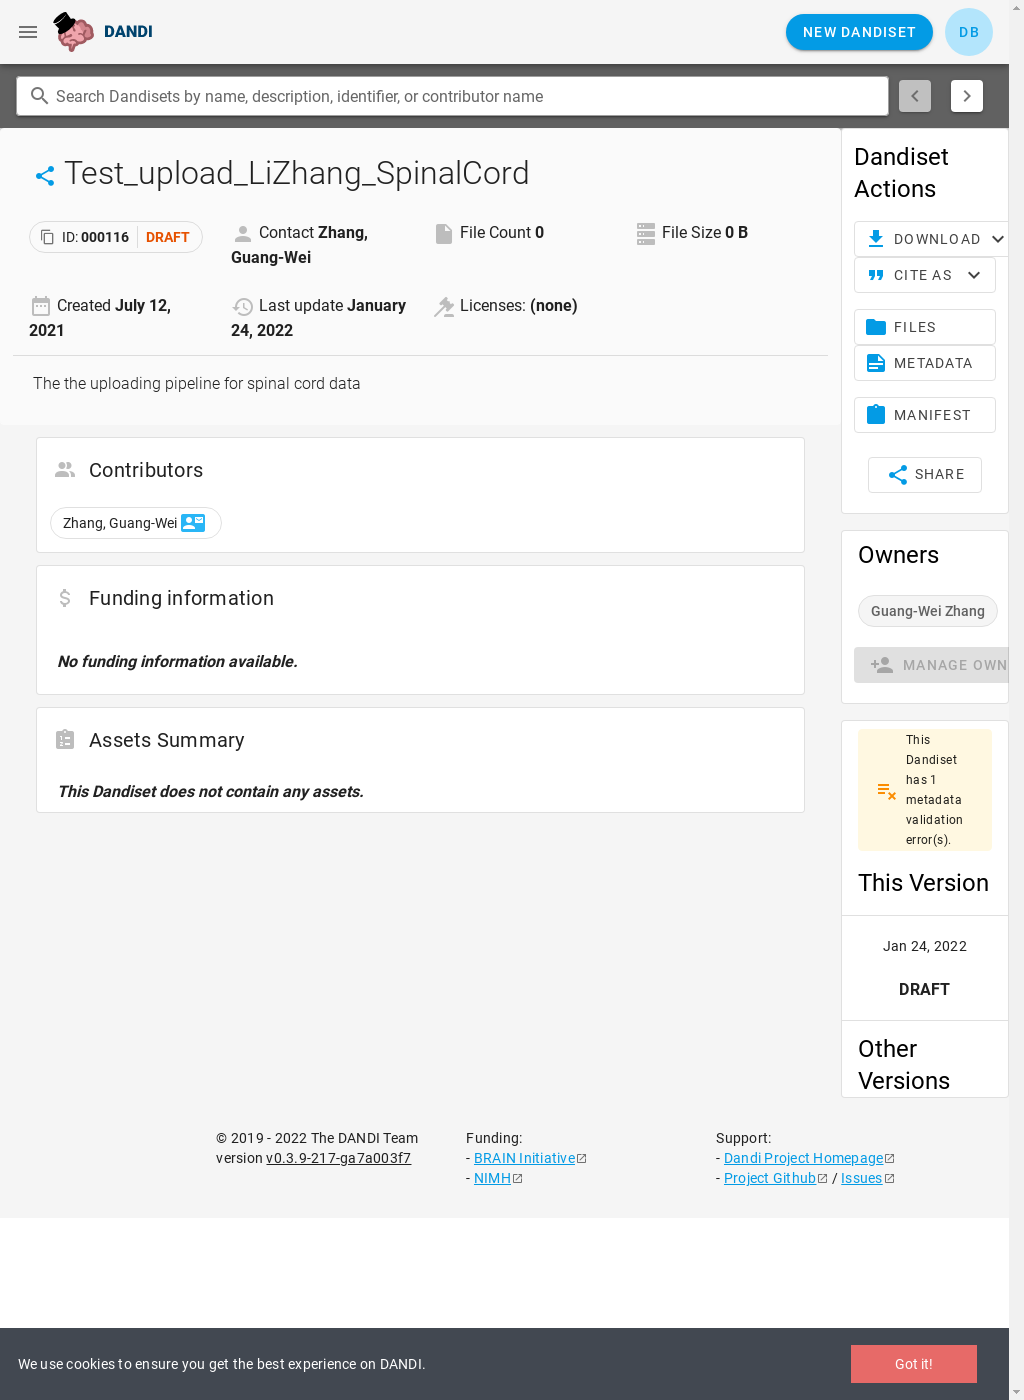 DANDI
NEW DANDISET
DB
Search Dandisets by name, description, identifier, or contributor name
Test_upload_LiZhang_SpinalCord
ID: 000116 DRAFT
Contact Zhang,
Guang-Wei
File Count 0
File Size 0 B
Created July 12,
2021
Last update January
24, 2022
Licenses: (none)
The the uploading pipeline for spinal cord data
Contributors
Zhang, Guang-Wei
Funding information
No funding information available.
Assets Summary
This Dandiset does not contain any assets.
Dandiset
Actions
DOWNLOAD
CITE AS
FILES
METADATA
MANIFEST
SHARE
Owners
Guang-Wei Zhang
MANAGE OWN
This
Dandiset
has 1
metadata
validation
error(s).
This Version
Jan 24, 2022
DRAFT
Other
Versions
© 2019 - 2022 The DANDI Team
version v0.3.9-217-ga7a003f7
Funding:
- BRAIN Initiative
- NIMH
Support:
- Dandi Project Homepage
- Project Github / Issues
We use cookies to ensure you get the best experience on DANDI.
Got it!